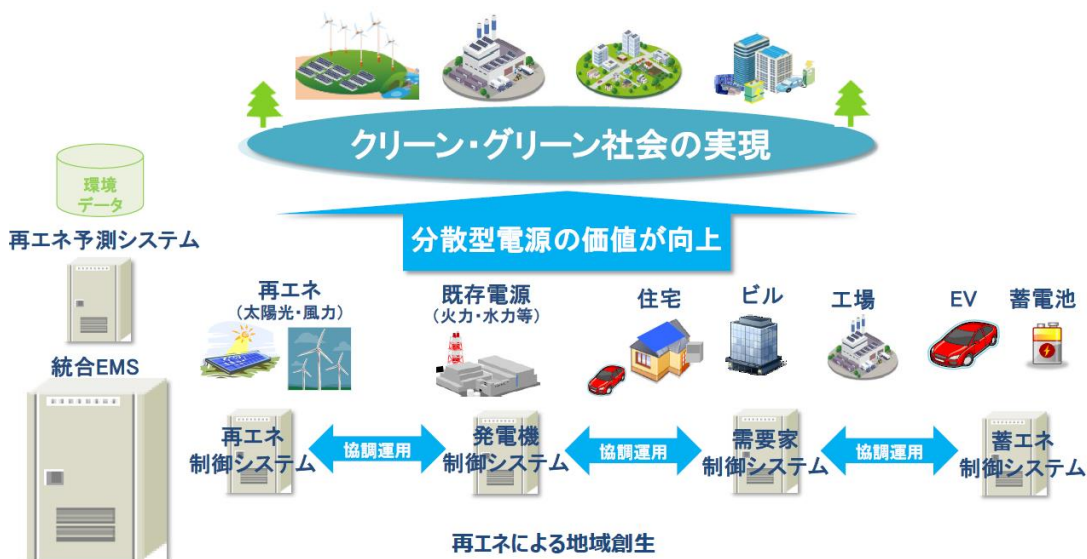 クリーン・グリーン社会の実現
分散型電源の価値が向上
環境
データ
再エネ予測システム
統合EMS
再エネ
(太陽光・風力)
既存電源
(火力・水力等)
住宅
ビル
工場
EV
蓄電池
再エネ
制御システム
協調運用
発電機
制御システム
協調運用
需要家
制御システム
協調運用
蓄エネ
制御システム
再エネによる地域創生